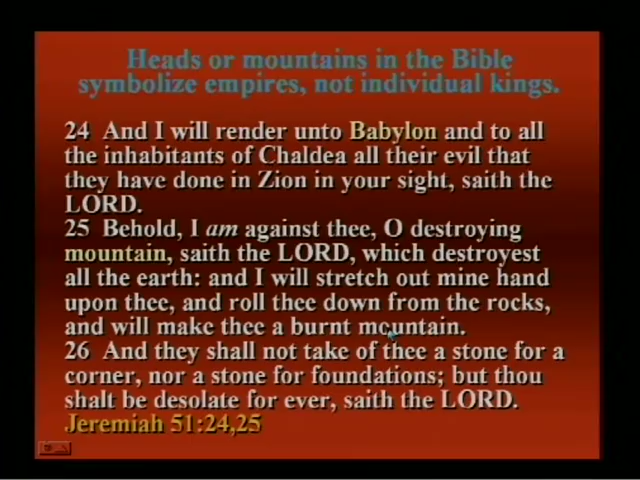 Heads or mountains in the Bible
symbolize empires, not individual kings.
24 And I will render unto Babylon and to all
the inhabitants of Chaldea all their evil that
they have done in Zion in your sight, saith the
LORD.
25 Behold, I am against thee, O destroying
mountain, saith the LORD, which destroyest
all the earth: and I will stretch out mine hand
upon thee, and roll thee down from the rocks,
and will make thee a burnt mountain.
26 And they shall not take of thee a stone for a
corner, nor a stone for foundations; but thou
shalt be desolate for ever, saith the LORD.
Jeremiah 51:24,25